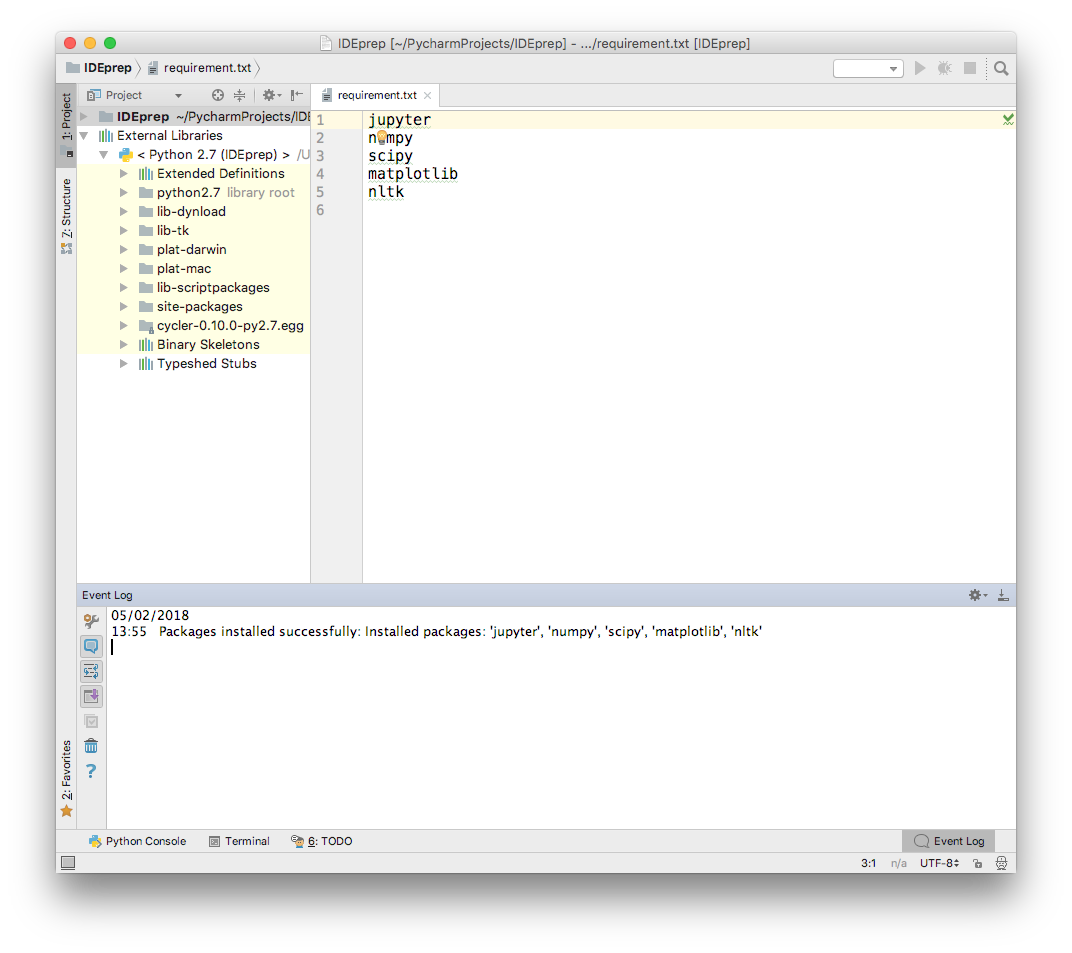 IDEprep [~/PycharmProjects/IDEprep] - .../requirement.txt [IDEprep]
IDEprep requirement.txt
1: Project
Z: Structure
2: Favorites
Project
requirement.txt
IDEprep ~/PycharmProjects/IDE
External Libraries
< Python 2.7 (IDEprep) > /U
Extended Definitions
python2.7 library root
lib-dynload
lib-tk
plat-darwin
plat-mac
lib-scriptpackages
site-packages
cycler-0.10.0-py2.7.egg
Binary Skeletons
Typeshed Stubs
1 jupyter
2 numpy
3 scipy
4 matplotlib
5 nltk
6
Event Log
05/02/2018
13:55 Packages installed successfully: Installed packages: 'jupyter', 'numpy', 'scipy', 'matplotlib', 'nltk'
?
Python Console Terminal 6: TODO Event Log
3:1 n/a UTF-8